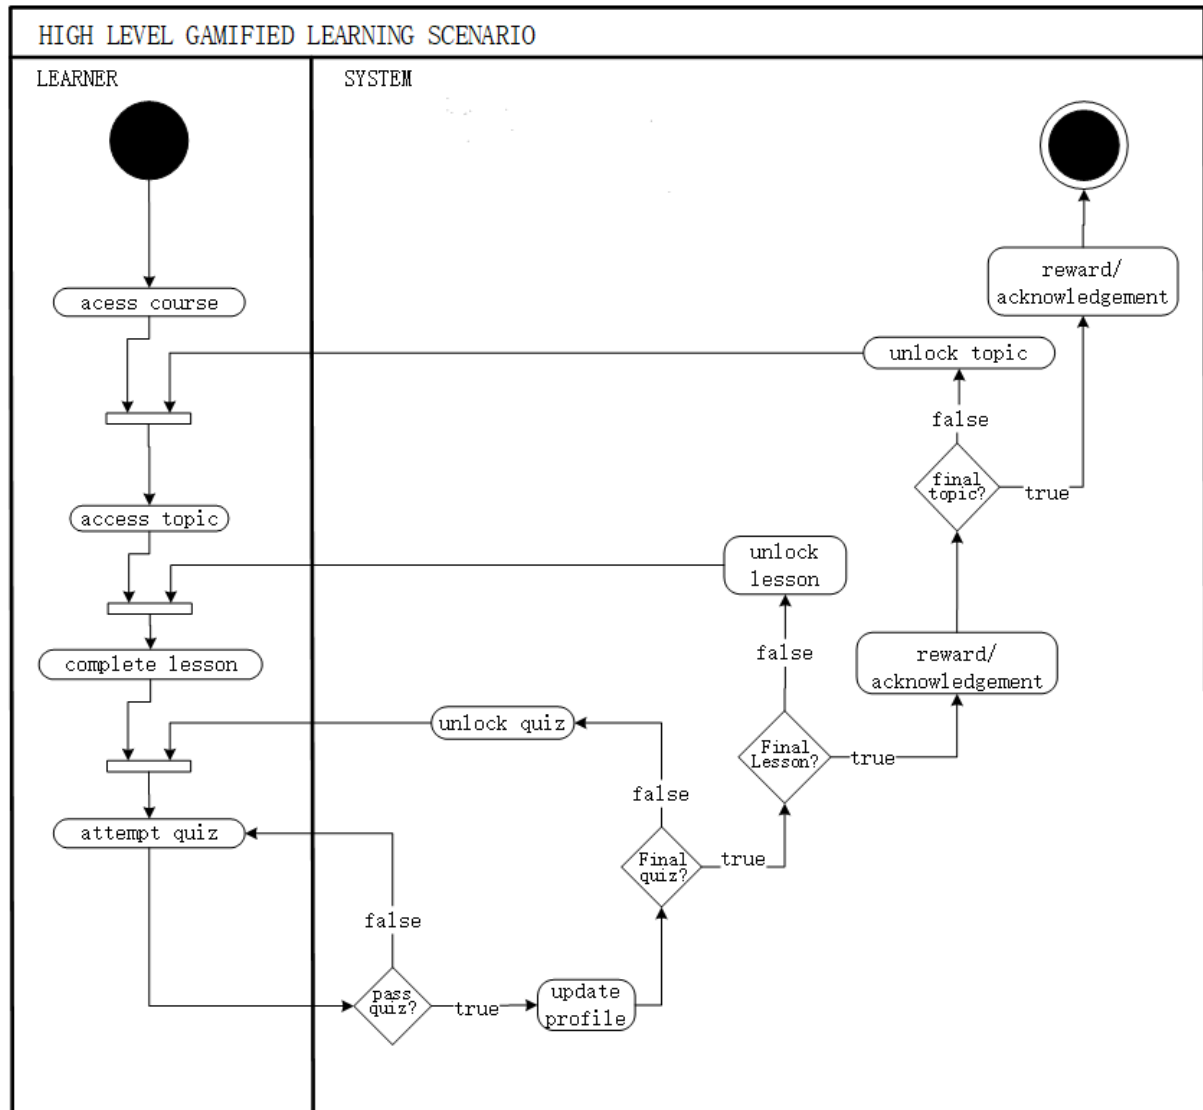 HIGH LEVEL GAMIFIED LEARNING SCENARIO
LEARNER
SYSTEM
reward/
acknowledgement
acess course
unlock topic
false
final
topic?
true
access topic
unlock
lesson
false
reward/
acknowledgement
complete lesson
unlock quiz
Final
Lesson?
true
false
attempt quiz
Final
quiz?
true
false
pass
quiz?
true
update
profile